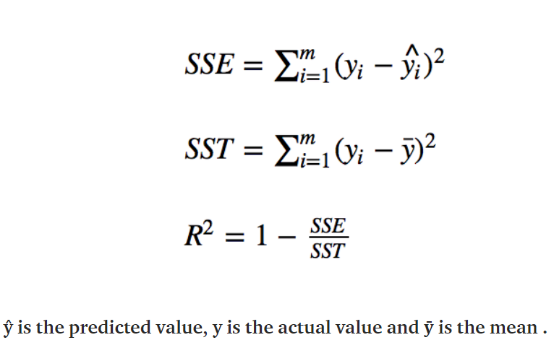 SSE = ∑ᵐᵢ₌₁(yᵢ − ŷᵢ)²
SST = ∑ᵐᵢ₌₁(yᵢ − ȳ)²
R² = 1 − SSE/SST
ŷ is the predicted value, y is the actual value and ȳ is the mean .